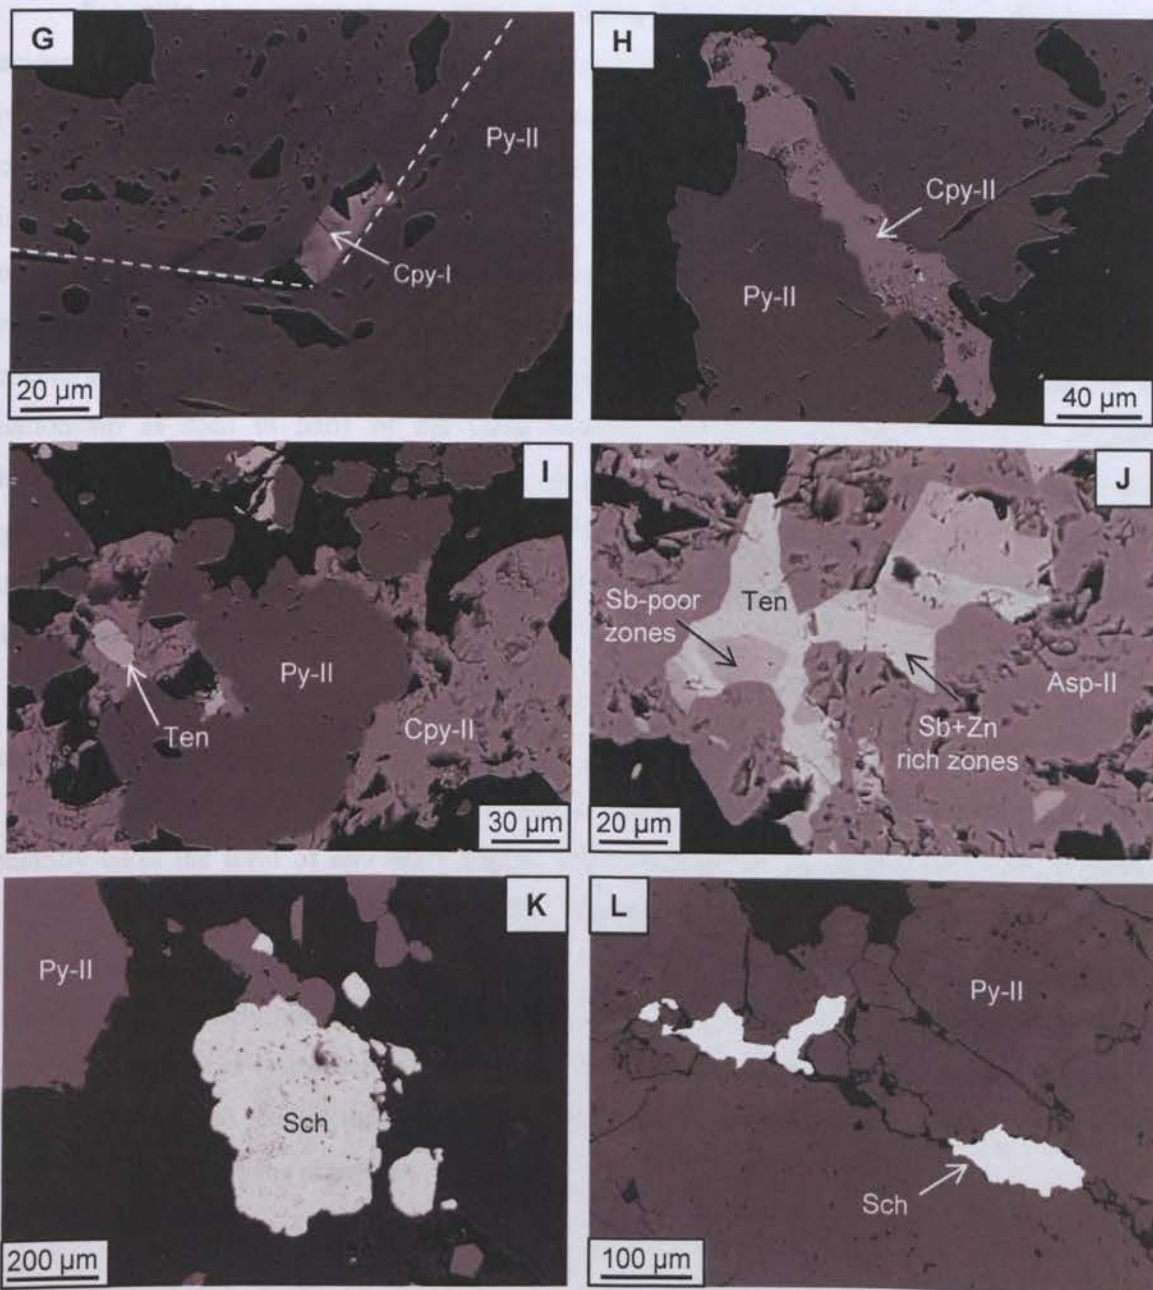 G
Py-II
Cpy-I
20 µm
H
Cpy-II
Py-II
40 µm
I
Py-II
Ten
Cpy-II
30 µm
J
Sb-poor
zones
Ten
Asp-II
Sb+Zn
rich zones
20 µm
K
Py-II
Sch
200 µm
L
Py-II
Sch
100 µm